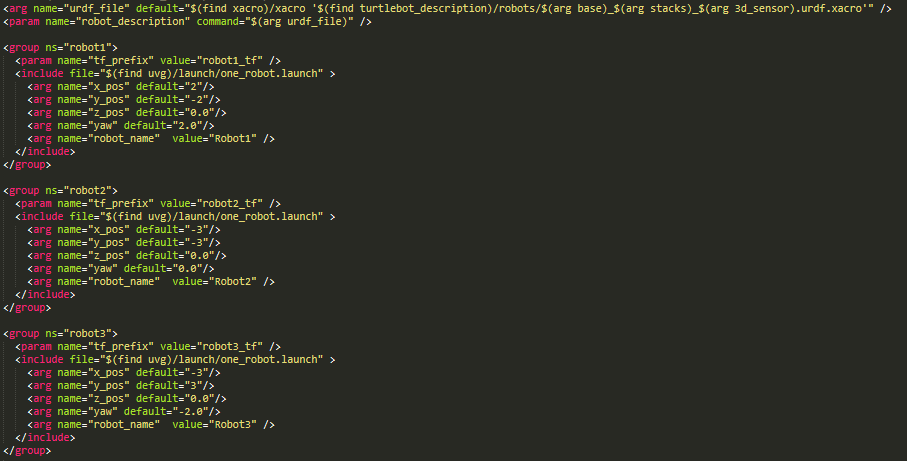 <arg name="urdf_file" default="$(find xacro)/xacro '$(find turtlebot_description)/robots/$(arg base)_$(arg stacks)_$(arg 3d_sensor).urdf.xacro'" />
<param name="robot_description" command="$(arg urdf_file)" />
<group ns="robot1">
<param name="tf_prefix" value="robot1_tf" />
<include file="$(find uvg)/launch/one_robot.launch" >
<arg name="x_pos" default="2"/>
<arg name="y_pos" default="-2"/>
<arg name="z_pos" default="0.0"/>
<arg name="yaw" default="2.0"/>
<arg name="robot_name"  value="Robot1" />
</include>
</group>
<group ns="robot2">
<param name="tf_prefix" value="robot2_tf" />
<include file="$(find uvg)/launch/one_robot.launch" >
<arg name="x_pos" default="-3"/>
<arg name="y_pos" default="-3"/>
<arg name="z_pos" default="0.0"/>
<arg name="yaw" default="0.0"/>
<arg name="robot_name"  value="Robot2" />
</include>
</group>
<group ns="robot3">
<param name="tf_prefix" value="robot3_tf" />
<include file="$(find uvg)/launch/one_robot.launch" >
<arg name="x_pos" default="-3"/>
<arg name="y_pos" default="3"/>
<arg name="z_pos" default="0.0"/>
<arg name="yaw" default="-2.0"/>
<arg name="robot_name"  value="Robot3" />
</include>
</group>